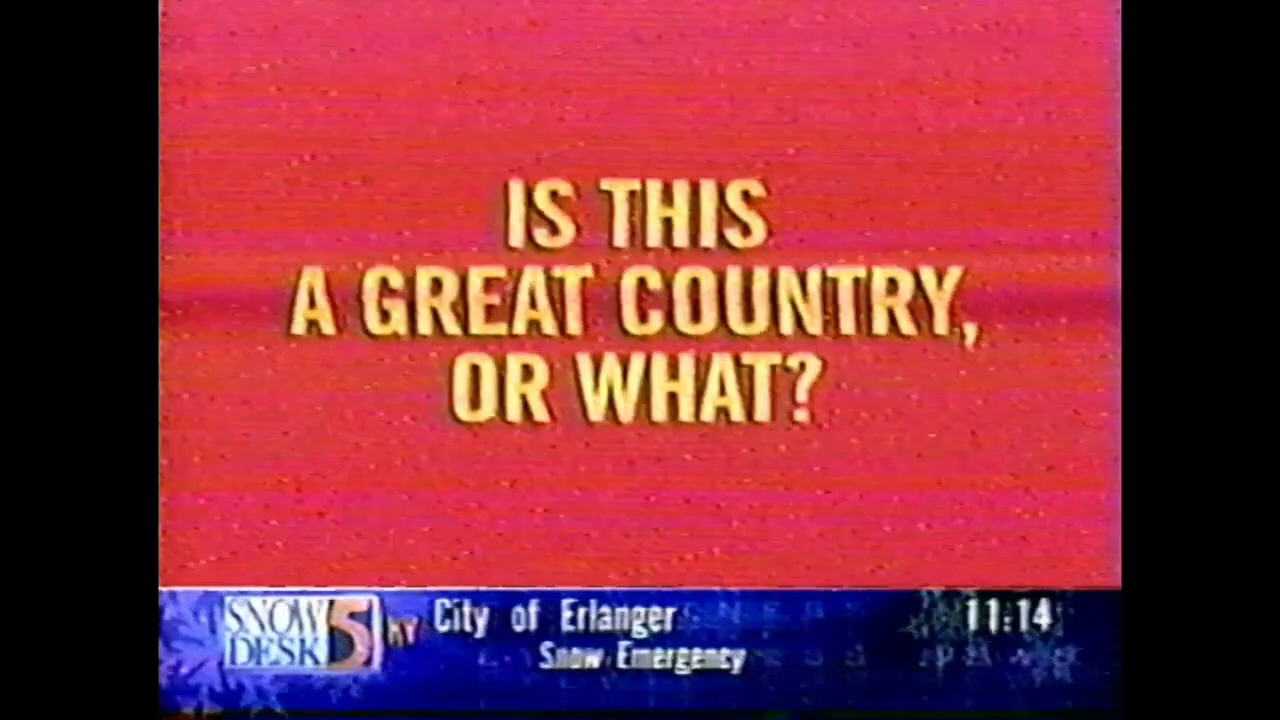 IS THIS
A GREAT COUNTRY,
OR WHAT?
SNOW
DESK 5
KY
City of Erlanger
Snow Emergency
11:14